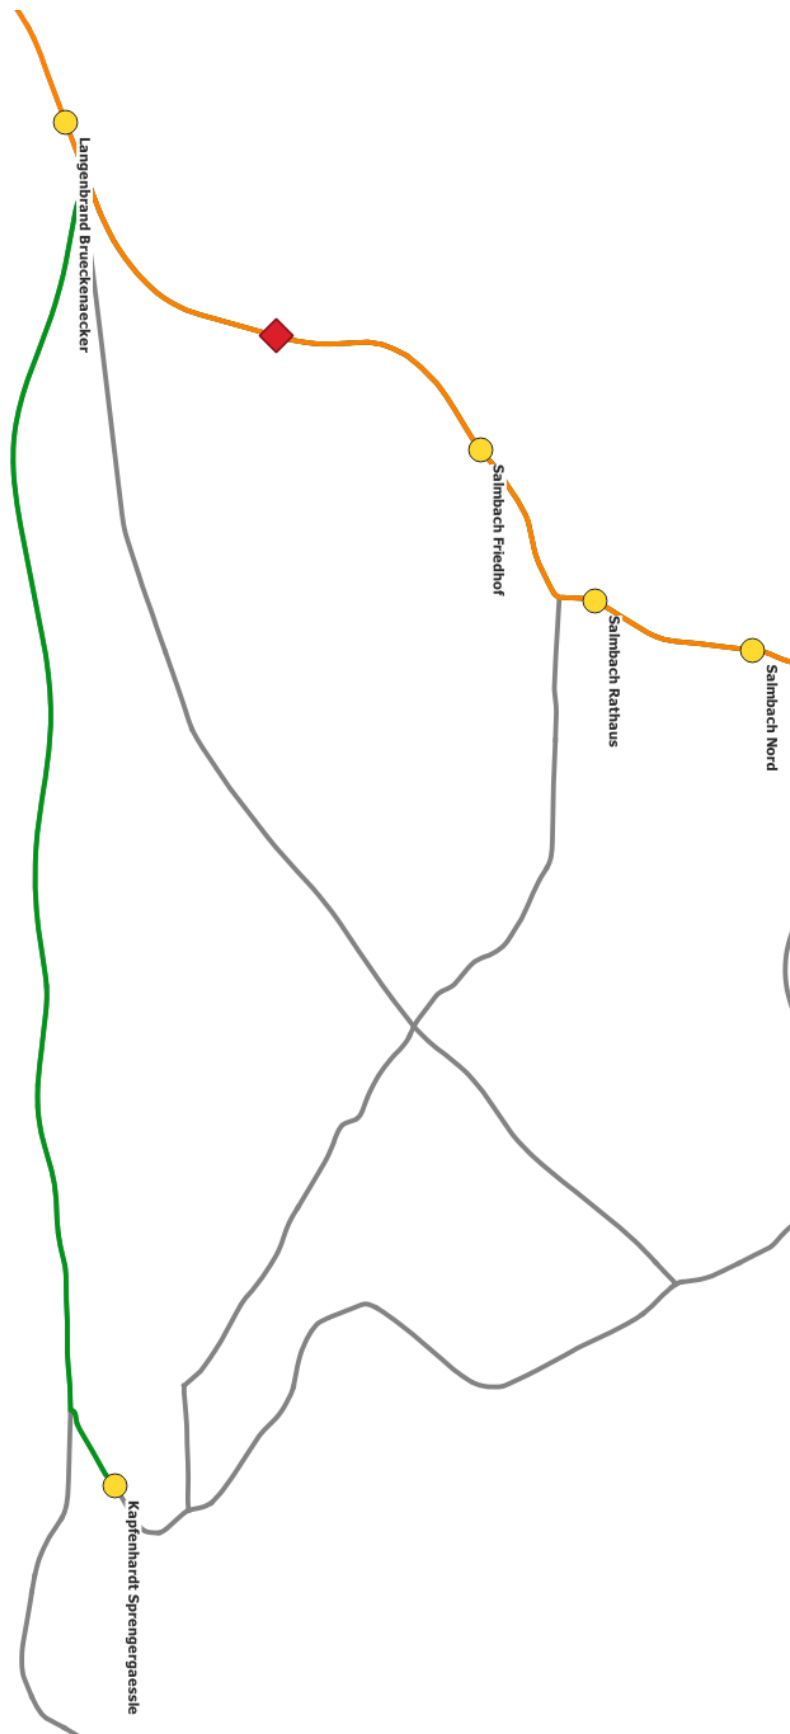 Langenbrand Brueckenaecker
Salmbach Friedhof
Salmbach Rathaus
Salmbach Nord
Kapfenhardt Sprengergaessle